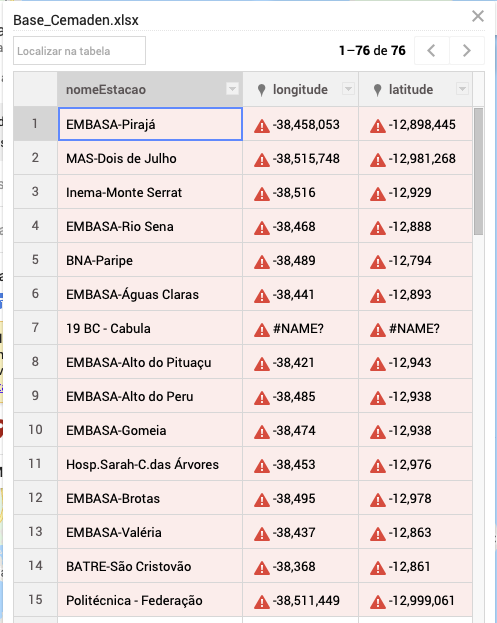 Base_Cemaden.xlsx
Localizar na tabela
1–76 de 76
nomeEstacao longitude latitude
1 EMBASA-Pirajá -38,458,053 -12,898,445
2 MAS-Dois de Julho -38,515,748 -12,981,268
3 Inema-Monte Serrat -38,516 -12,929
4 EMBASA-Rio Sena -38,468 -12,888
5 BNA-Paripe -38,489 -12,794
6 EMBASA-Águas Claras -38,441 -12,893
7 19 BC - Cabula #NAME? #NAME?
8 EMBASA-Alto do Pituaçu -38,421 -12,943
9 EMBASA-Alto do Peru -38,485 -12,938
10 EMBASA-Gomeia -38,474 -12,938
11 Hosp.Sarah-C.das Árvores -38,453 -12,976
12 EMBASA-Brotas -38,495 -12,978
13 EMBASA-Valéria -38,437 -12,863
14 BATRE-São Cristovão -38,368 -12,861
15 Politécnica - Federação -38,511,449 -12,999,061